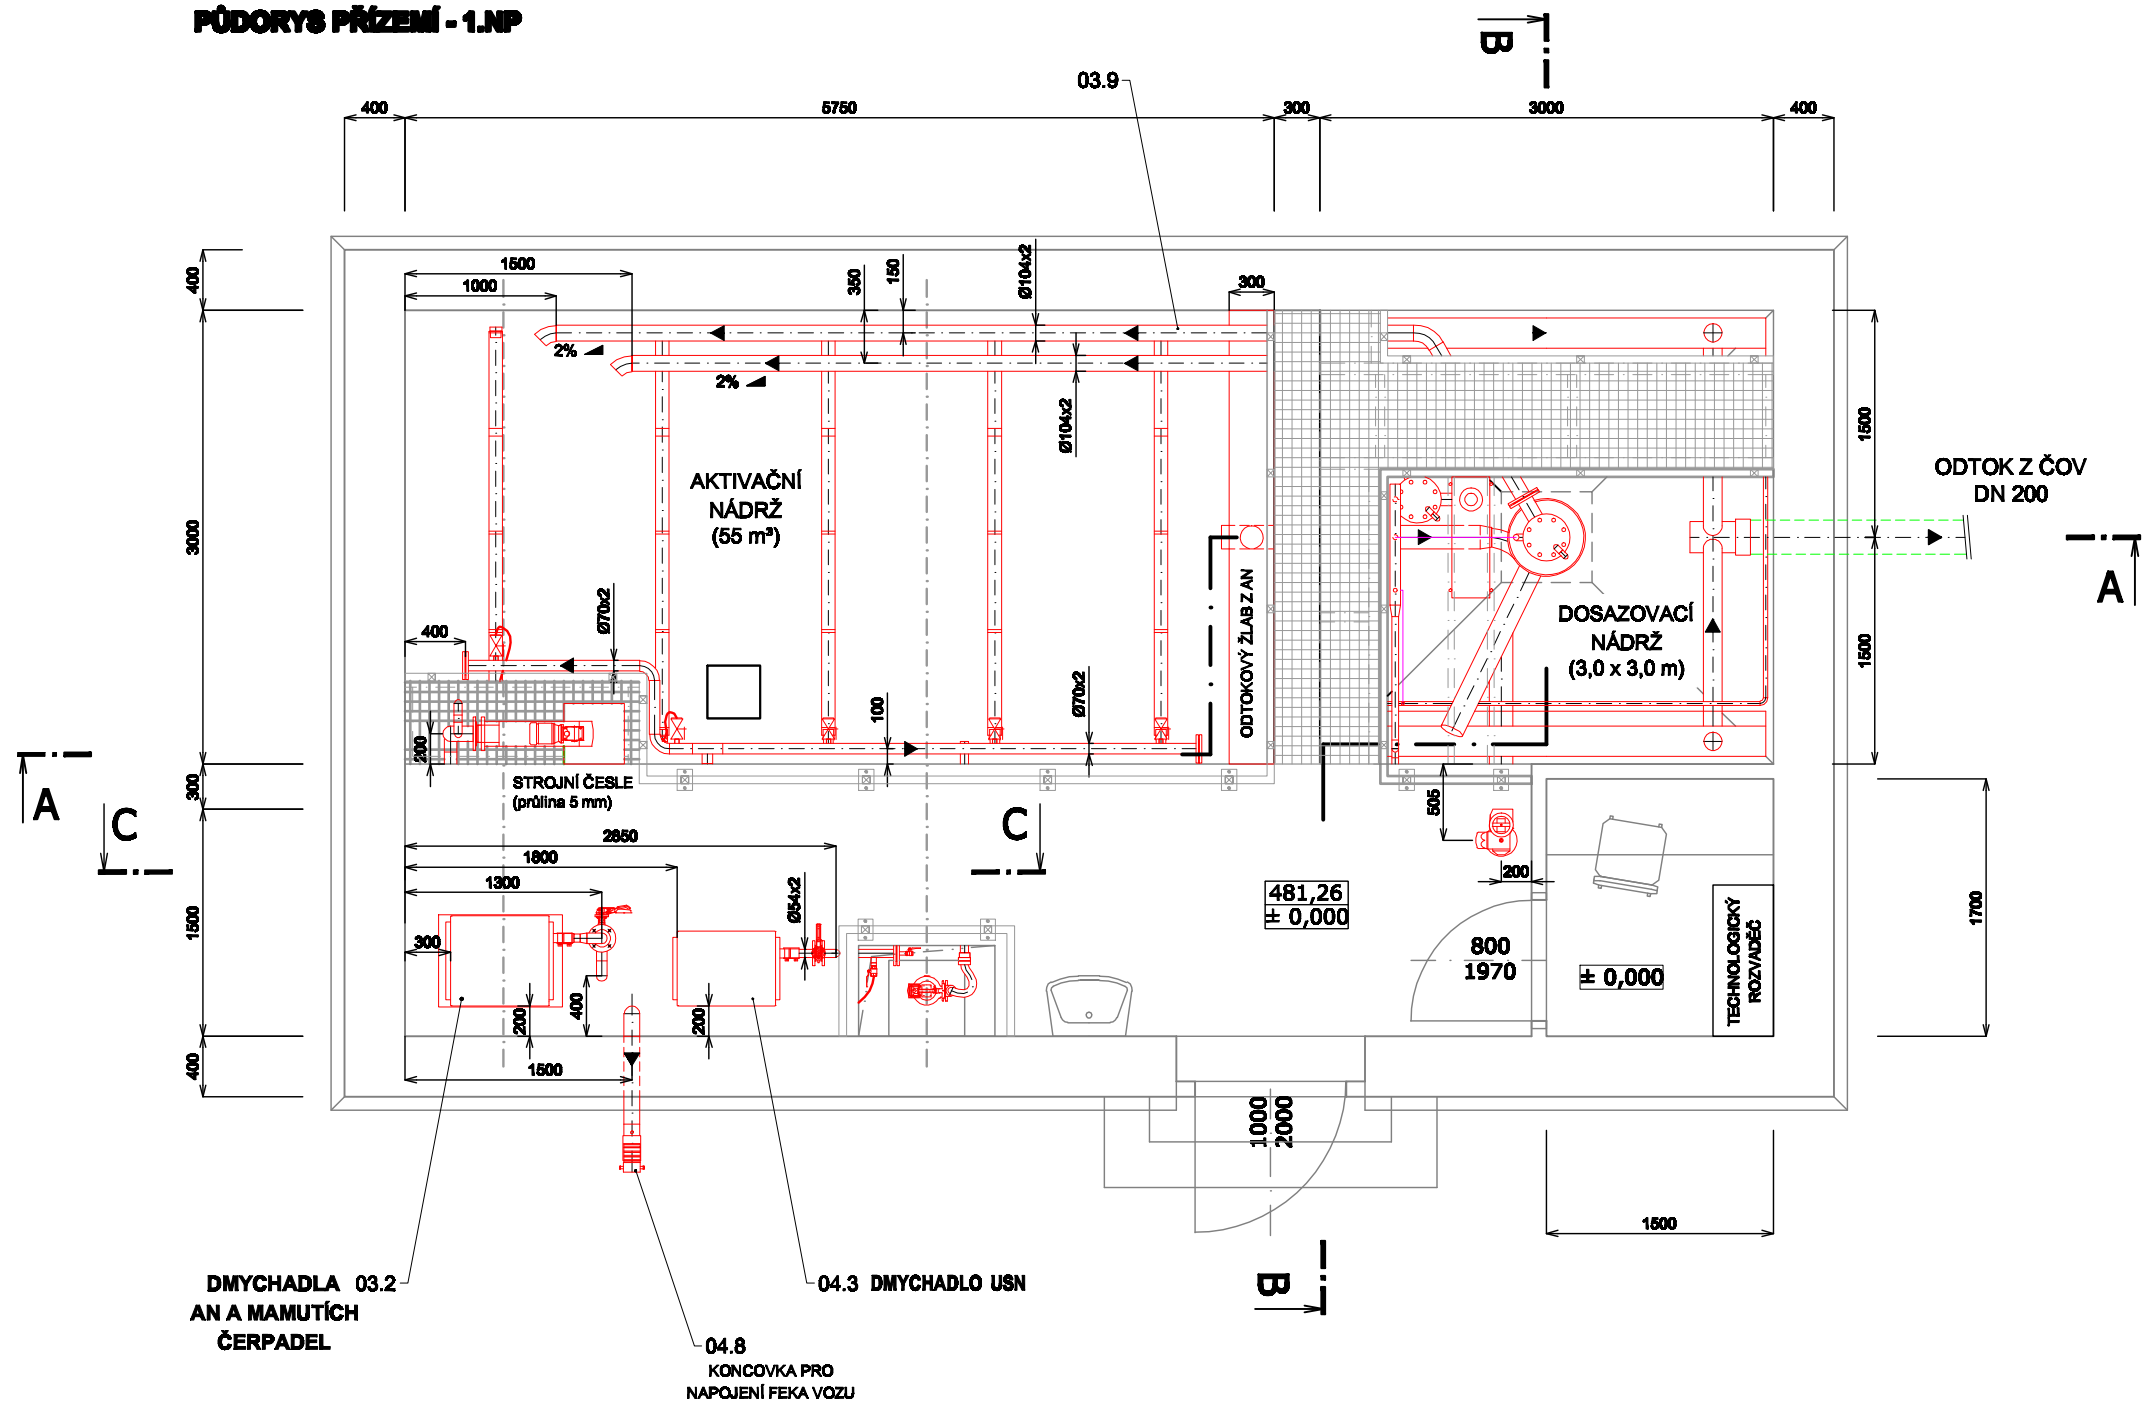 PŮDORYS PŘÍZEMÍ - 1.NP
B
03.9
400
5750
300
3000
400
400
1500
1000
350
150
Ø104x2
300
2%
2%
Ø104x2
3000
1500
AKTIVAČNÍ
NÁDRŽ
(55 m³)
ODTOK Z ČOV
DN 200
A
400
Ø70x2
ODTOKOVÝ ŽLAB Z AN
DOSAZOVACÍ
NÁDRŽ
(3,0 x 3,0 m)
1500
200
100
Ø70x2
STROJNÍ ČESLE
(průlina 5 mm)
300
A
C
C
505
2850
1800
1300
Ø54x2
200
481,26
± 0,000
1500
300
800
1970
± 0,000
TECHNOLOGICKÝ
ROZVADĚČ
1700
200
400
200
400
1500
1000
2000
1500
B
DMYCHADLA 03.2
AN A MAMUTÍCH
ČERPADEL
04.3 DMYCHADLO USN
04.8
KONCOVKA PRO
NAPOJENÍ FEKA VOZU